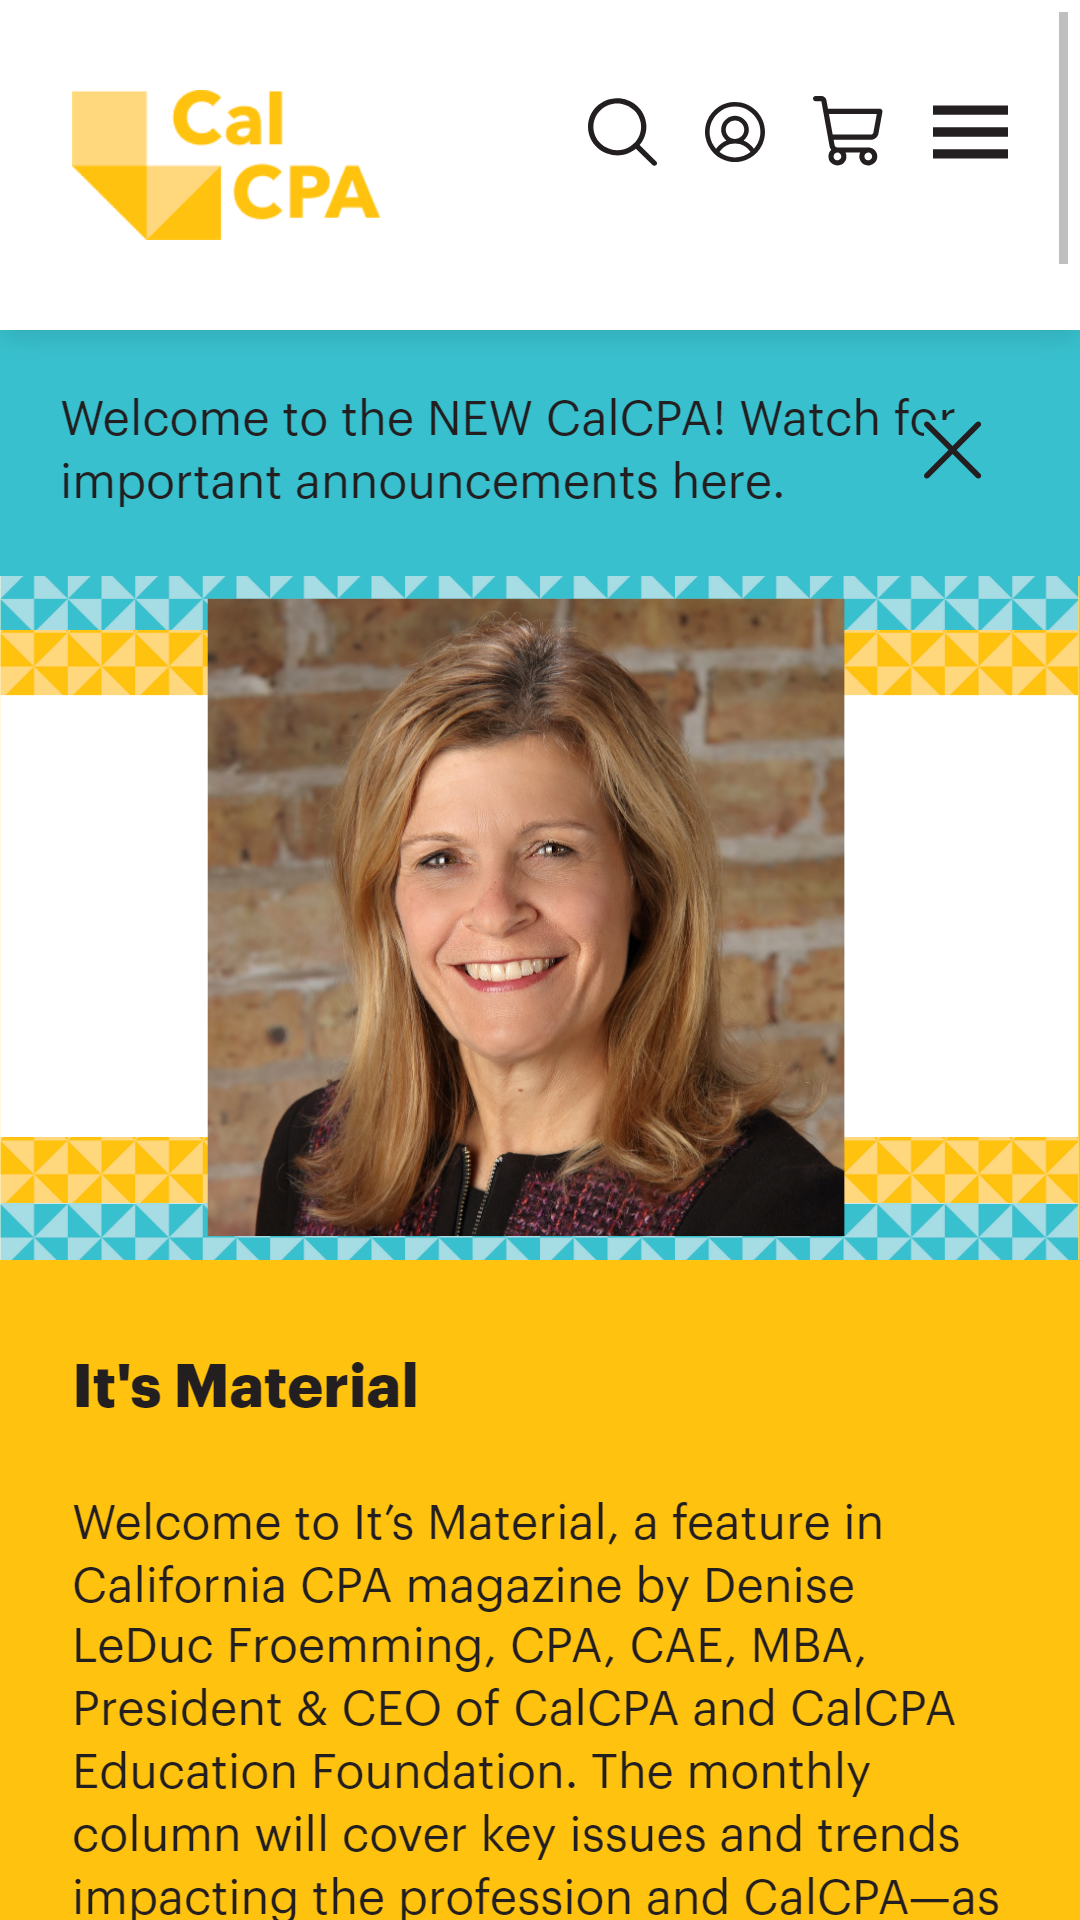 Cal
CPA
Welcome to the NEW CalCPA! Watch for
important announcements here.
It's Material
Welcome to It’s Material, a feature in
California CPA magazine by Denise
LeDuc Froemming, CPA, CAE, MBA,
President & CEO of CalCPA and CalCPA
Education Foundation. The monthly
column will cover key issues and trends
impacting the profession and CalCPA—as